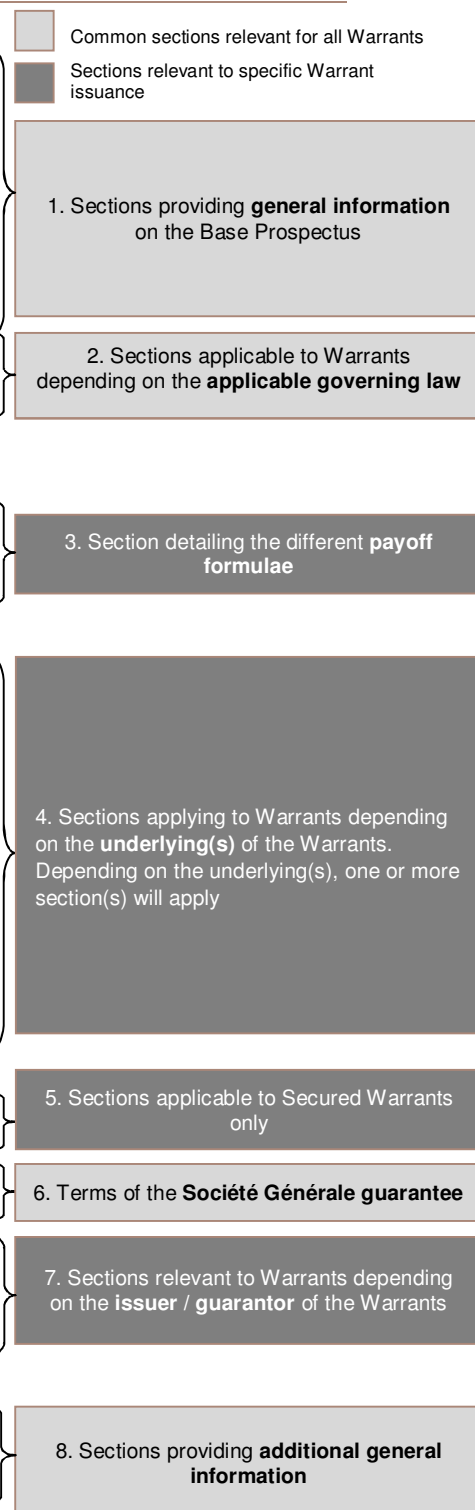 Common sections relevant for all Warrants
Sections relevant to specific Warrant
issuance
1. Sections providing general information
on the Base Prospectus
2. Sections applicable to Warrants
depending on the applicable governing law
3. Section detailing the different payoff
formulae
4. Sections applying to Warrants depending
on the underlying(s) of the Warrants.
Depending on the underlying(s), one or more
section(s) will apply
5. Sections applicable to Secured Warrants
only
6. Terms of the Société Générale guarantee
7. Sections relevant to Warrants depending
on the issuer / guarantor of the Warrants
8. Sections providing additional general
information